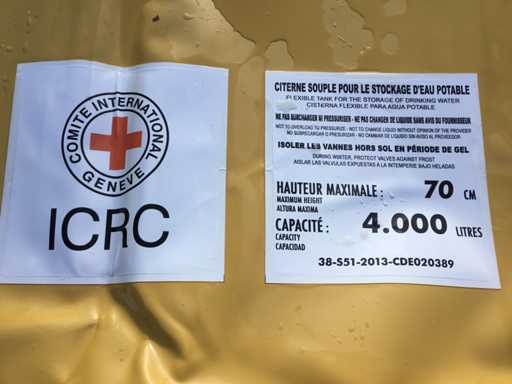 COMITE INTERNATIONAL
GENEVE
ICRC
CITERNE SOUPLE POUR LE STOCKAGE D'EAU POTABLE
FLEXIBLE TANK FOR THE STORAGE OF DRINKING WATER
CISTERNA FLEXIBLE PARA AGUA POTABLE
NE PAS SURCHARGER NI PRESSURISER - NE PAS CHANGER DE LIQUIDE SANS AVIS DU FOURNISSEUR
NOT TO OVERLOAD TU PRESSURIZE - NOT TO CHANGE LIQUID WITHOUT OPINION OF THE PROVIDER
NO SUBRECARGAR O PRESURIZAR - NO CAMBIAR DE LIQUIDO SIN AVISO AL PROVEEDOR
ISOLER LES VANNES HORS SOL EN PÉRIODE DE GEL
DURING WINTER, PROTECT VALVES AGAINST FROST
AISLAR LAS VALVULAS EXPUESTAS A LA INTEMPERIE BAJO HELADAS
HAUTEUR MAXIMALE : 70 CM
MAXIMUM HEIGHT
ALTURA MAXIMA
CAPACITÉ : 4.000 LITRES
CAPACITY
CAPACIDAD
38-S51-2013-CDE020389